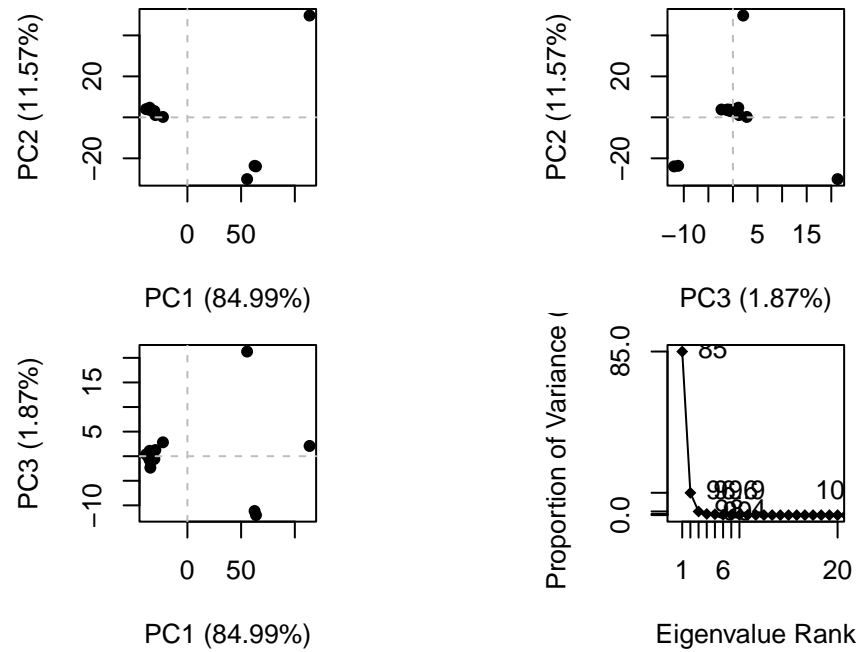 PC2 (11.57%)
20
−20
0 50
PC1 (84.99%)
PC2 (11.57%)
−10 5 15
PC3 (1.87%)
PC3 (1.87%)
15
5
−10
0 50
PC1 (84.99%)
Proportion of Variance (
85.0
0.0
85
10
1 6 20
Eigenvalue Rank
20
−20